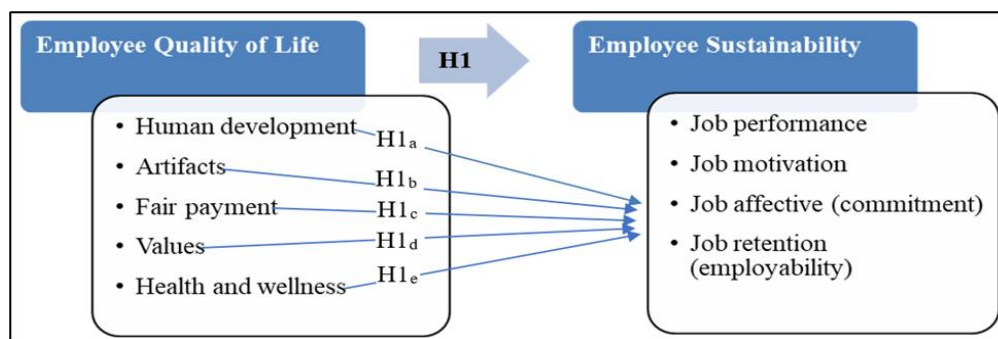 Employee Quality of Life
H1
Employee Sustainability
• Human development
• Artifacts
• Fair payment
• Values
• Health and wellness
H1a
H1b
H1c
H1d
H1e
• Job performance
• Job motivation
• Job affective (commitment)
• Job retention
(employability)